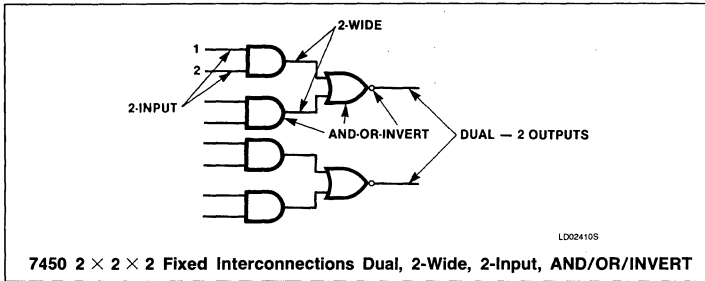 2-WIDE
1
2
2-INPUT
AND-OR-INVERT
DUAL — 2 OUTPUTS
LD02410S
7450 2 × 2 × 2 Fixed Interconnections Dual, 2-Wide, 2-Input, AND/OR/INVERT